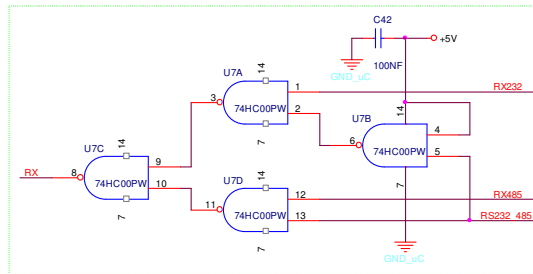 C42
+5V
100NF
GND_uC
U7A
14
3
1
RX232
2
74HC00PW
7
U7B
14
6
4
5
74HC00PW
7
U7C
14
RX
8
9
10
74HC00PW
7
U7D
14
11
12
RX485
13
RS232_485
74HC00PW
7
GND_uC